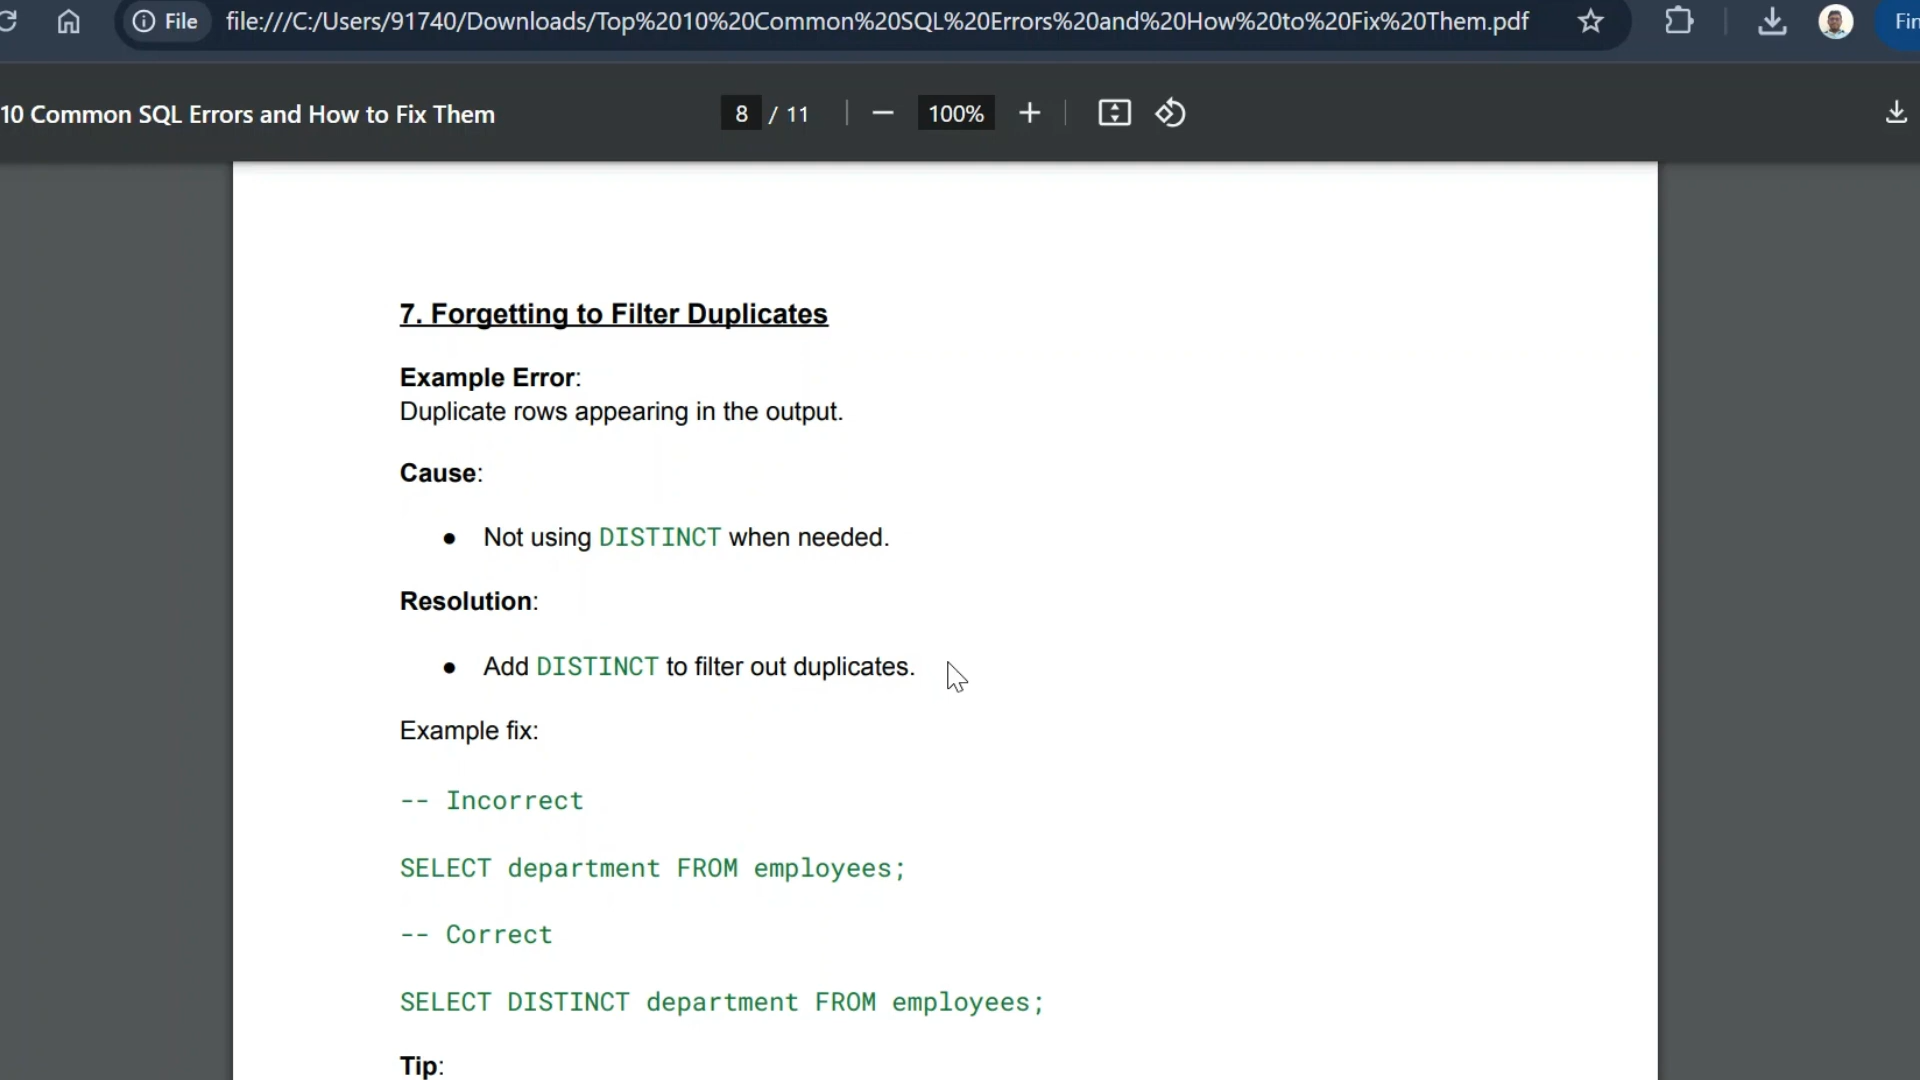 File file:///C:/Users/91740/Downloads/Top%2010%20Common%20SQL%20Errors%20and%20How%20to%20Fix%20Them.pdf
10 Common SQL Errors and How to Fix Them 8 / 11 100%
7. Forgetting to Filter Duplicates
Example Error:
Duplicate rows appearing in the output.
Cause:
● Not using DISTINCT when needed.
Resolution:
● Add DISTINCT to filter out duplicates.
Example fix:
-- Incorrect
SELECT department FROM employees;
-- Correct
SELECT DISTINCT department FROM employees;
Tip: